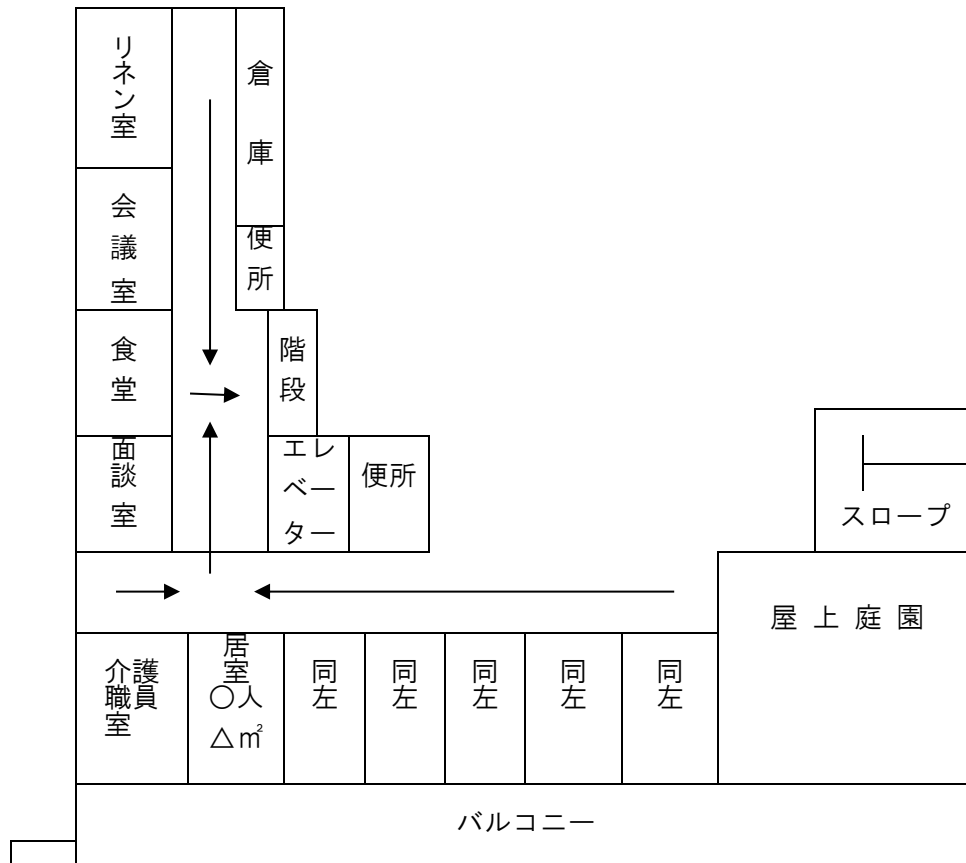 リネン室
倉庫
会議室
便所
食堂
階段
面談室
エレベーター
便所
スロープ
屋上庭園
介護職員室
居室
〇人
△㎡
同左
同左
同左
同左
同左
バルコニー